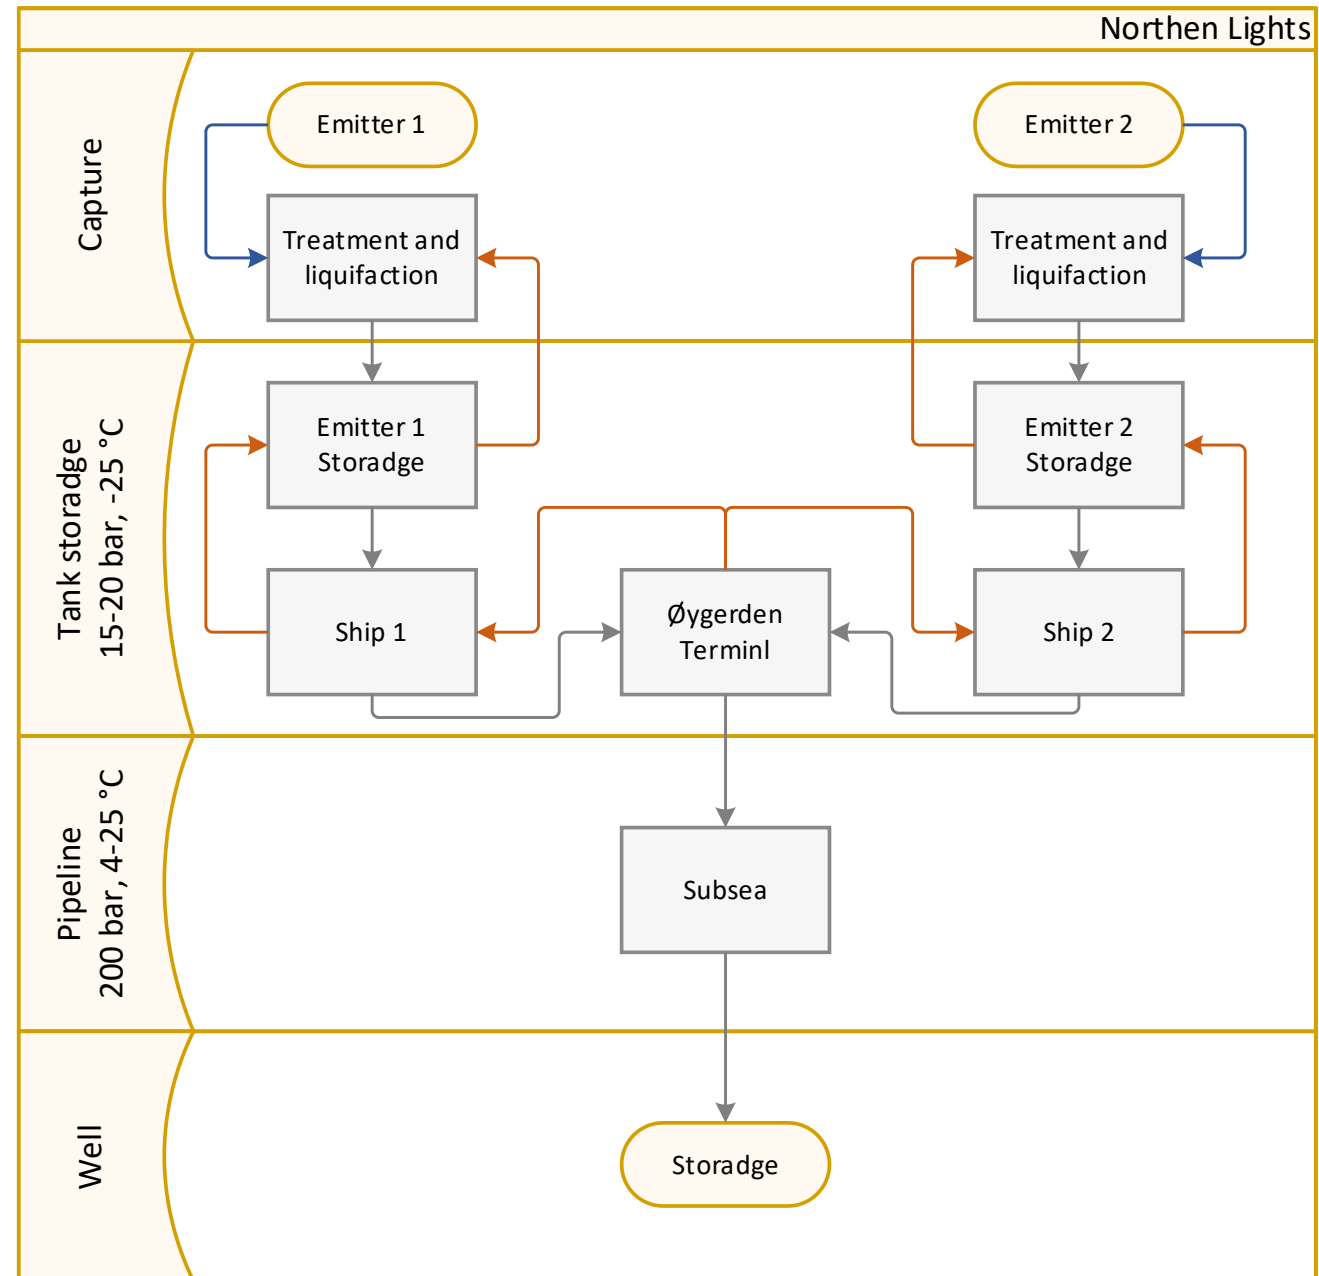 Northen Lights
Capture
Emitter 1
Emitter 2
Treatment and
liquifaction
Treatment and
liquifaction
Tank storadge
15-20 bar, -25 °C
Emitter 1
Storadge
Emitter 2
Storadge
Ship 1
Øygerden
Terminl
Ship 2
Pipeline
200 bar, 4-25 °C
Subsea
Well
Storadge